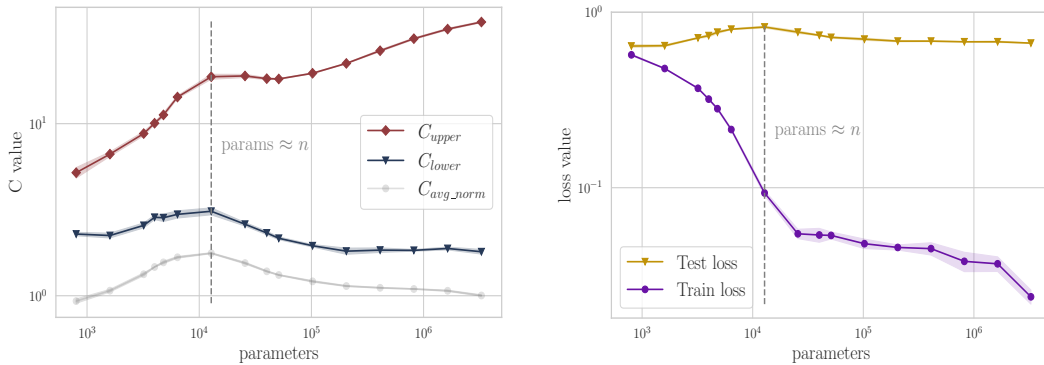 C value
10¹
10⁰
params ≈ n
C_upper
C_lower
C_avg_norm
10³
10⁴
10⁵
10⁶
parameters
loss value
10⁰
10⁻¹
params ≈ n
Test loss
Train loss
10³
10⁴
10⁵
10⁶
parameters